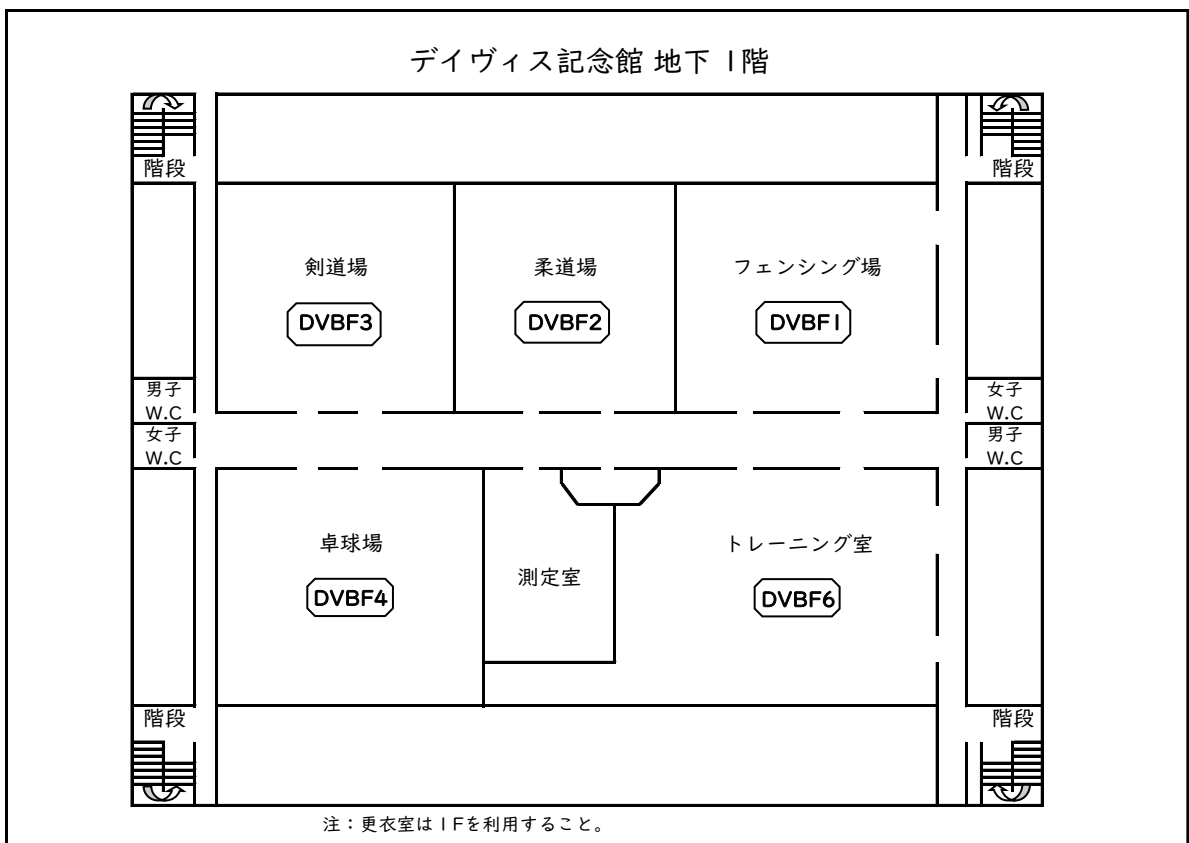 デイヴィス記念館 地下 1階
階段
階段
剣道場
柔道場
フェンシング場
DVBF3
DVBF2
DVBF1
男子
W.C
女子
W.C
女子
W.C
男子
W.C
卓球場
測定室
トレーニング室
DVBF4
DVBF6
階段
階段
注：更衣室は1Fを利用すること。